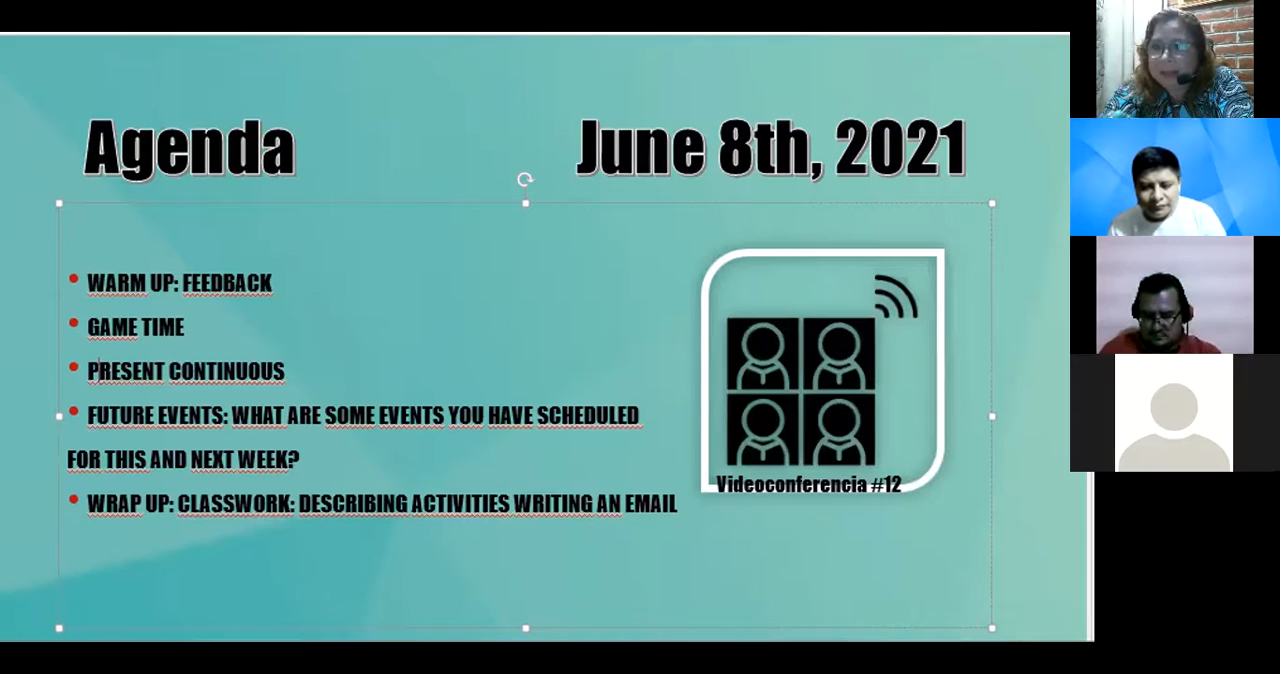 Agenda
June 8th, 2021
• WARM UP: FEEDBACK
• GAME TIME
• PRESENT CONTINUOUS
• FUTURE EVENTS: WHAT ARE SOME EVENTS YOU HAVE SCHEDULED
FOR THIS AND NEXT WEEK?
• WRAP UP: CLASSWORK: DESCRIBING ACTIVITIES WRITING AN EMAIL
Videoconferencia #12